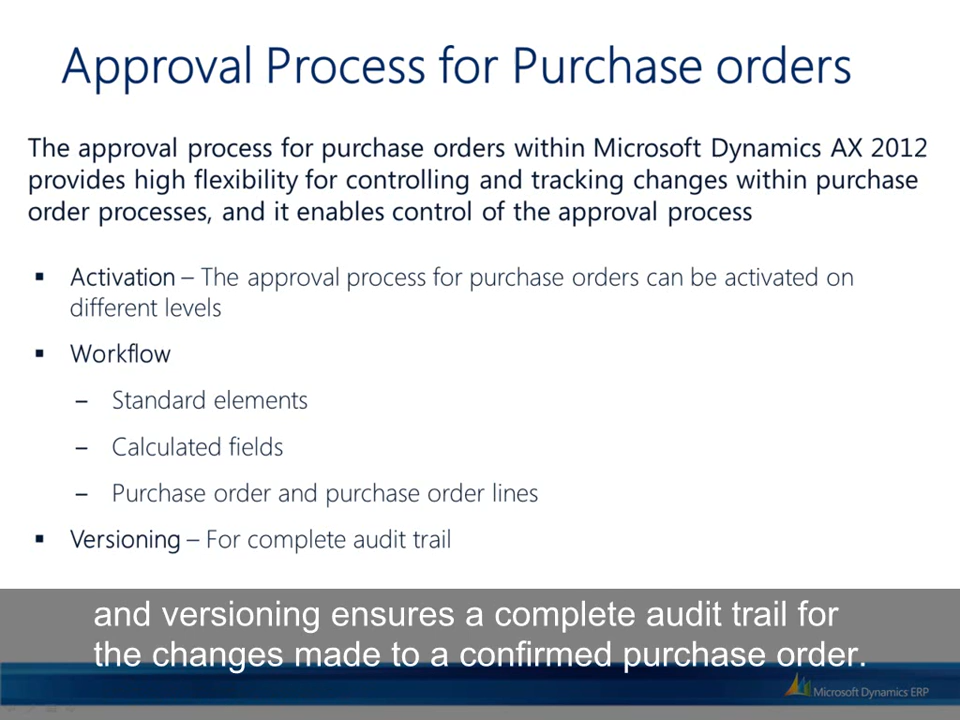 Approval Process for Purchase orders
The approval process for purchase orders within Microsoft Dynamics AX 2012
provides high flexibility for controlling and tracking changes within purchase
order processes, and it enables control of the approval process
▪ Activation – The approval process for purchase orders can be activated on
different levels
▪ Workflow
– Standard elements
– Calculated fields
– Purchase order and purchase order lines
▪ Versioning – For complete audit trail
and versioning ensures a complete audit trail for
the changes made to a confirmed purchase order.
Microsoft Dynamics ERP